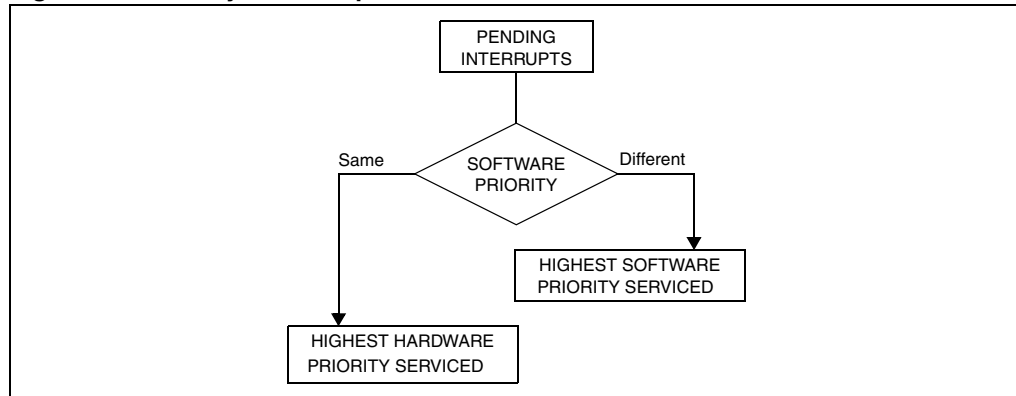 PENDING
INTERRUPTS
Same
SOFTWARE
PRIORITY
Different
HIGHEST SOFTWARE
PRIORITY SERVICED
HIGHEST HARDWARE
PRIORITY SERVICED